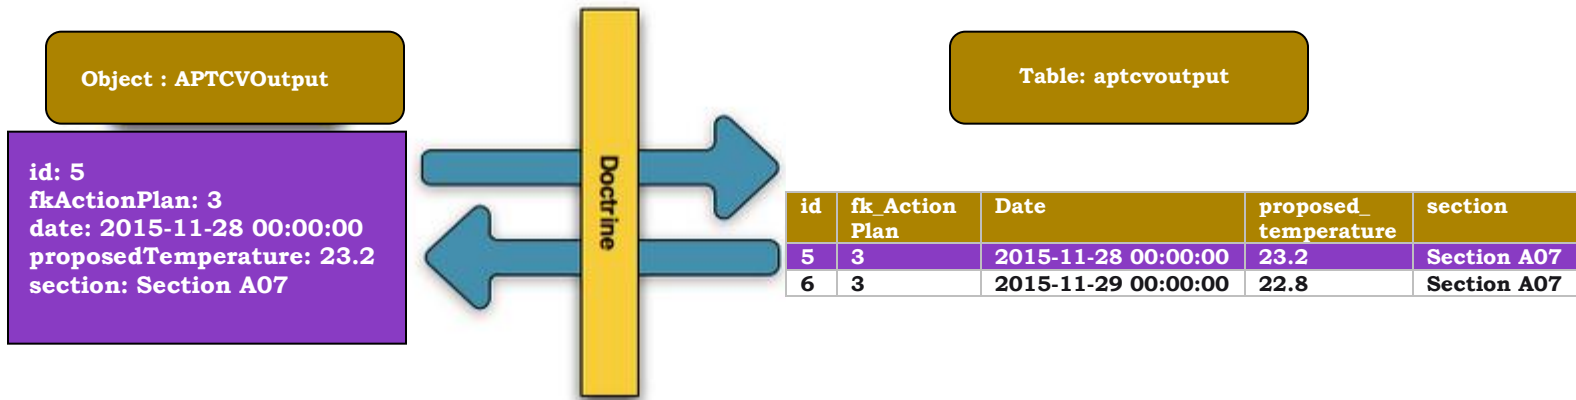 Object : APTCVOutput
id: 5
fkActionPlan: 3
date: 2015-11-28 00:00:00
proposedTemperature: 23.2
section: Section A07
Doctrine
Table: aptcvoutput
id fk_Action Date proposed_ section
Plan temperature
5 3 2015-11-28 00:00:00 23.2 Section A07
6 3 2015-11-29 00:00:00 22.8 Section A07